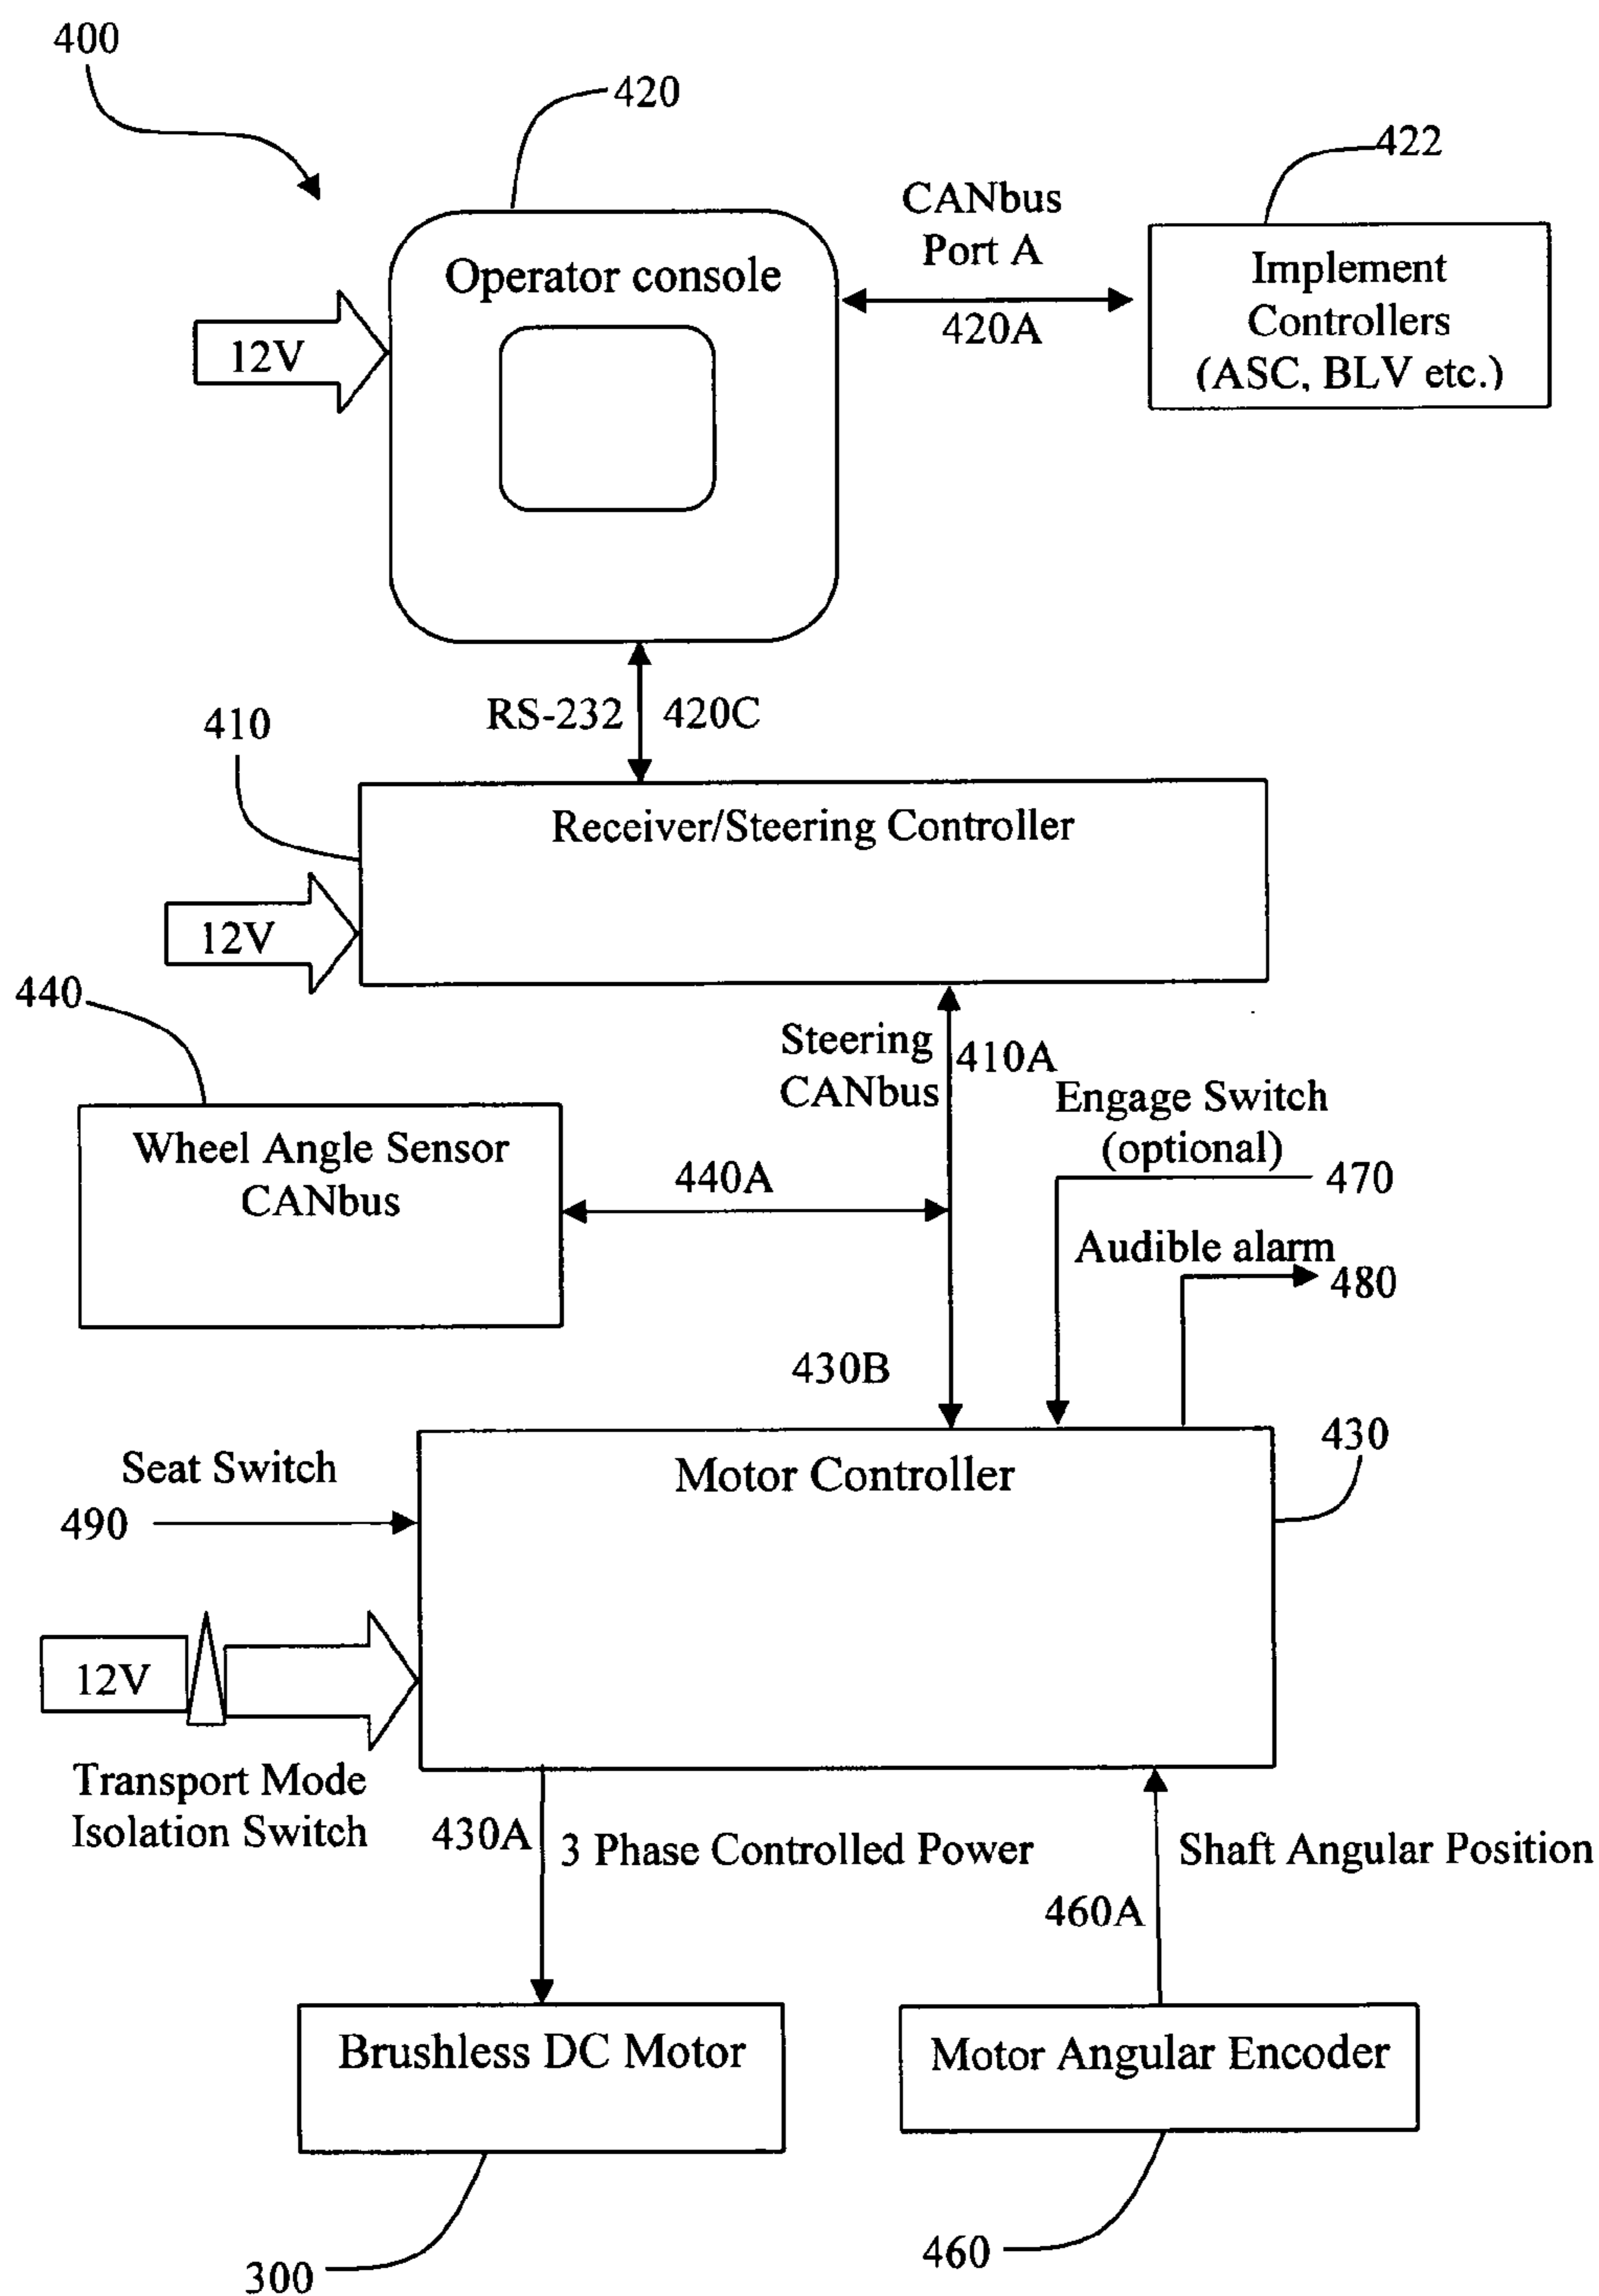 400
420
422
CANbus
Port A
420A
Operator console
Implement
Controllers
(ASC, BLV etc.)
12V
RS-232
420C
410
Receiver/Steering Controller
12V
440
Steering
CANbus
410A
Engage Switch
(optional)
470
Wheel Angle Sensor
CANbus
440A
Audible alarm
480
430B
430
Seat Switch
490
Motor Controller
12V
Transport Mode
Isolation Switch
430A
3 Phase Controlled Power
Shaft Angular Position
460A
Brushless DC Motor
Motor Angular Encoder
300
460